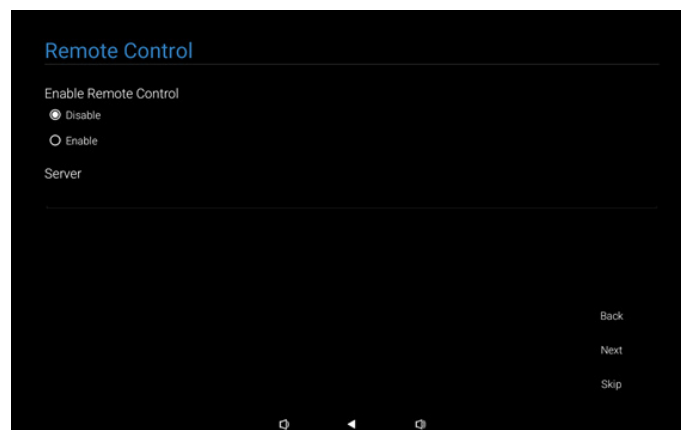 Remote Control
Enable Remote Control
Disable
Enable
Server
Back
Next
Skip